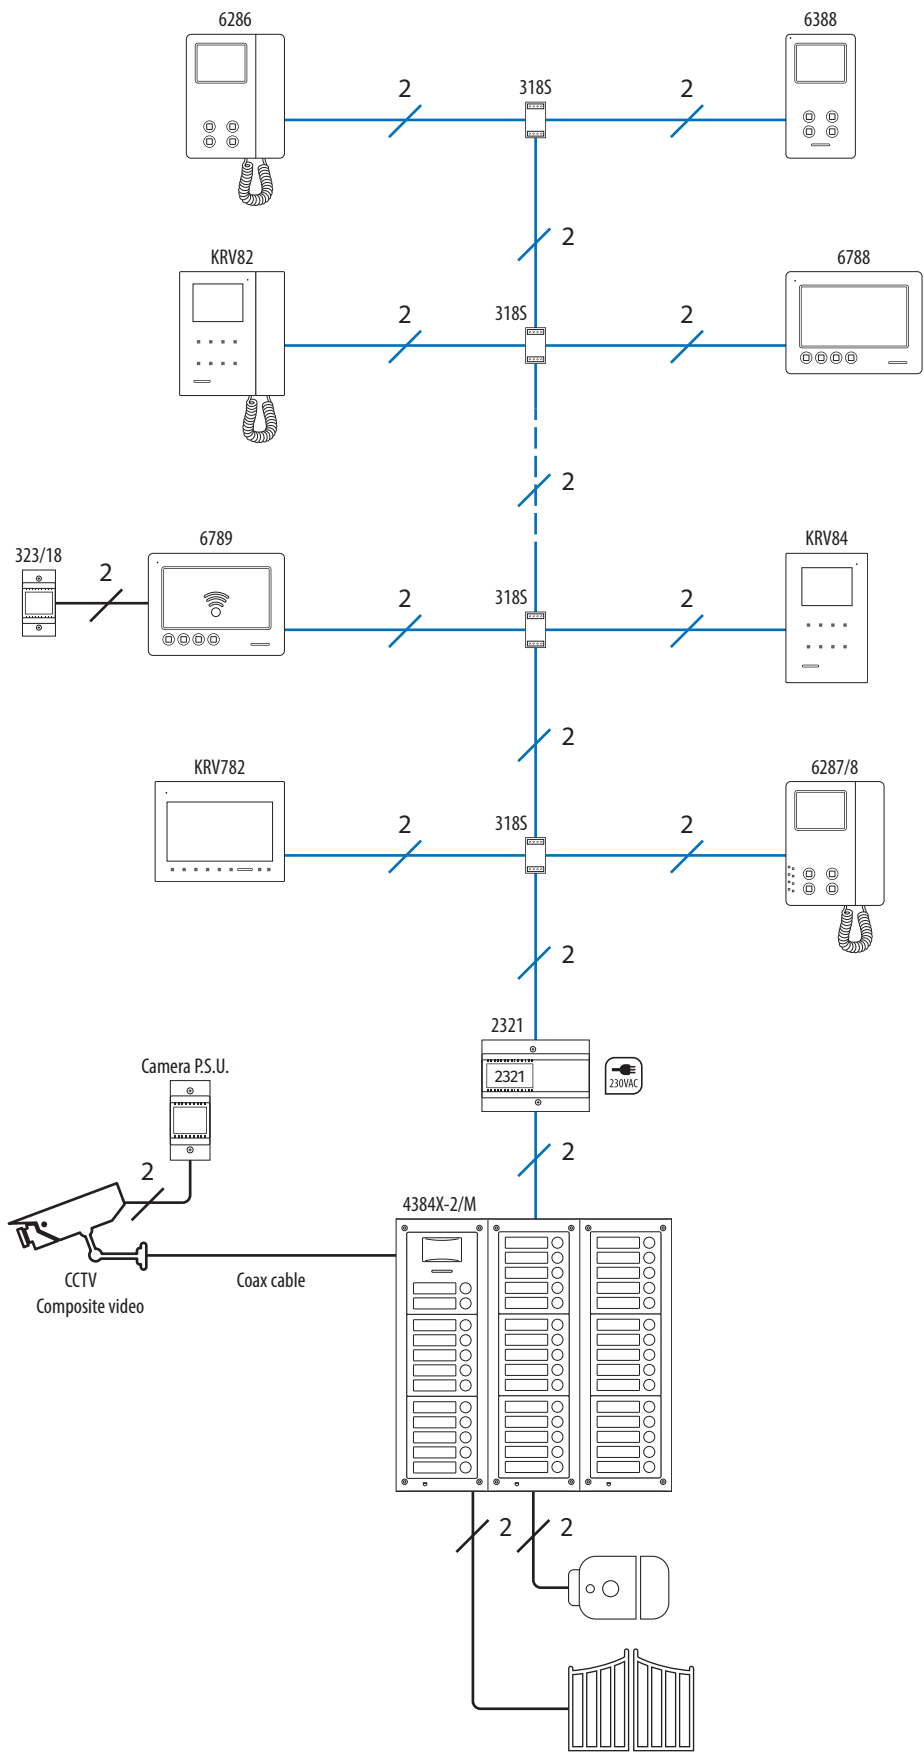 6286
6388
318S
2
2
2
KRV82
6788
318S
2
2
2
323/18
6789
KRV84
318S
2
2
2
2
KRV782
6287/8
318S
2
2
2
2
2321
2321
230VAC
Camera P.S.U.
2
2
4384X-2/M
CCTV
Composite video
Coax cable
2
2